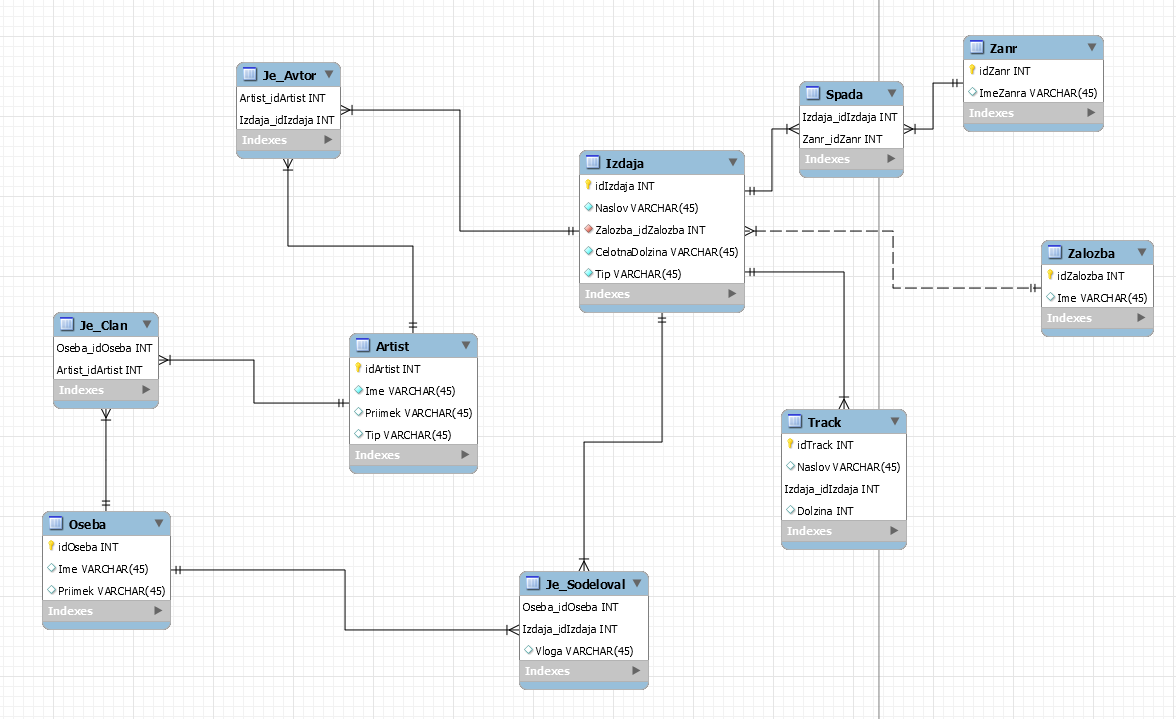 Je_Avtor
Artist_idArtist INT
Izdaja_idIzdaja INT
Indexes
Zanr
idZanr INT
ImeZanra VARCHAR(45)
Indexes
Spada
Izdaja_idIzdaja INT
Zanr_idZanr INT
Indexes
Izdaja
idIzdaja INT
Naslov VARCHAR(45)
Zalozba_idZalozba INT
CelotnaDolzina VARCHAR(45)
Tip VARCHAR(45)
Indexes
Zalozba
idZalozba INT
Ime VARCHAR(45)
Indexes
Je_Clan
Oseba_idOseba INT
Artist_idArtist INT
Indexes
Artist
idArtist INT
Ime VARCHAR(45)
Priimek VARCHAR(45)
Tip VARCHAR(45)
Indexes
Track
idTrack INT
Naslov VARCHAR(45)
Izdaja_idIzdaja INT
Dolzina INT
Indexes
Oseba
idOseba INT
Ime VARCHAR(45)
Priimek VARCHAR(45)
Indexes
Je_Sodeloval
Oseba_idOseba INT
Izdaja_idIzdaja INT
Vloga VARCHAR(45)
Indexes